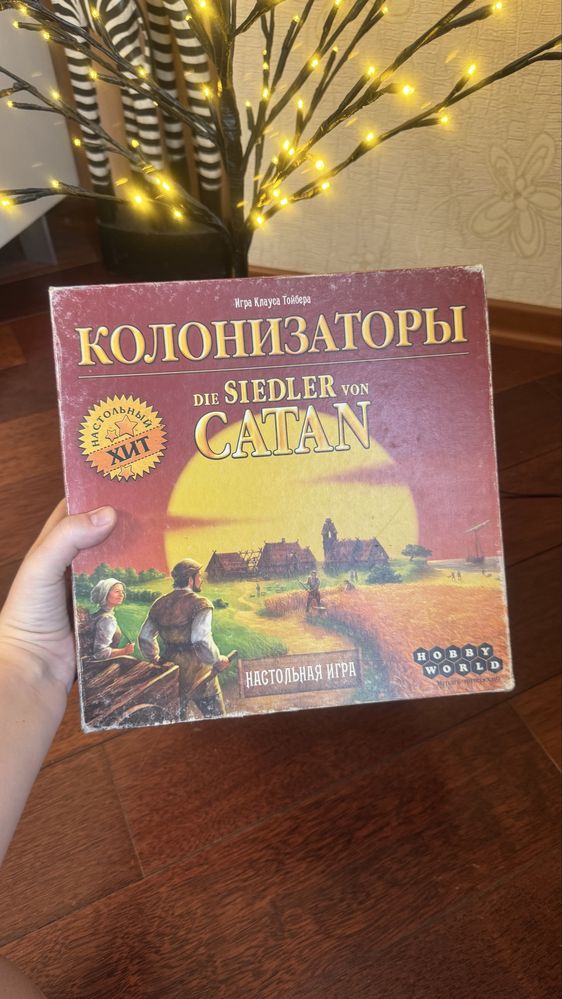 Игра Клауса Тойбера
КОЛОНИЗАТОРЫ
DIE SIEDLER VON
CATAN
НАСТОЛЬНЫЙ
ХИТ
НАСТОЛЬНАЯ ИГРА
HOBBY
WORLD